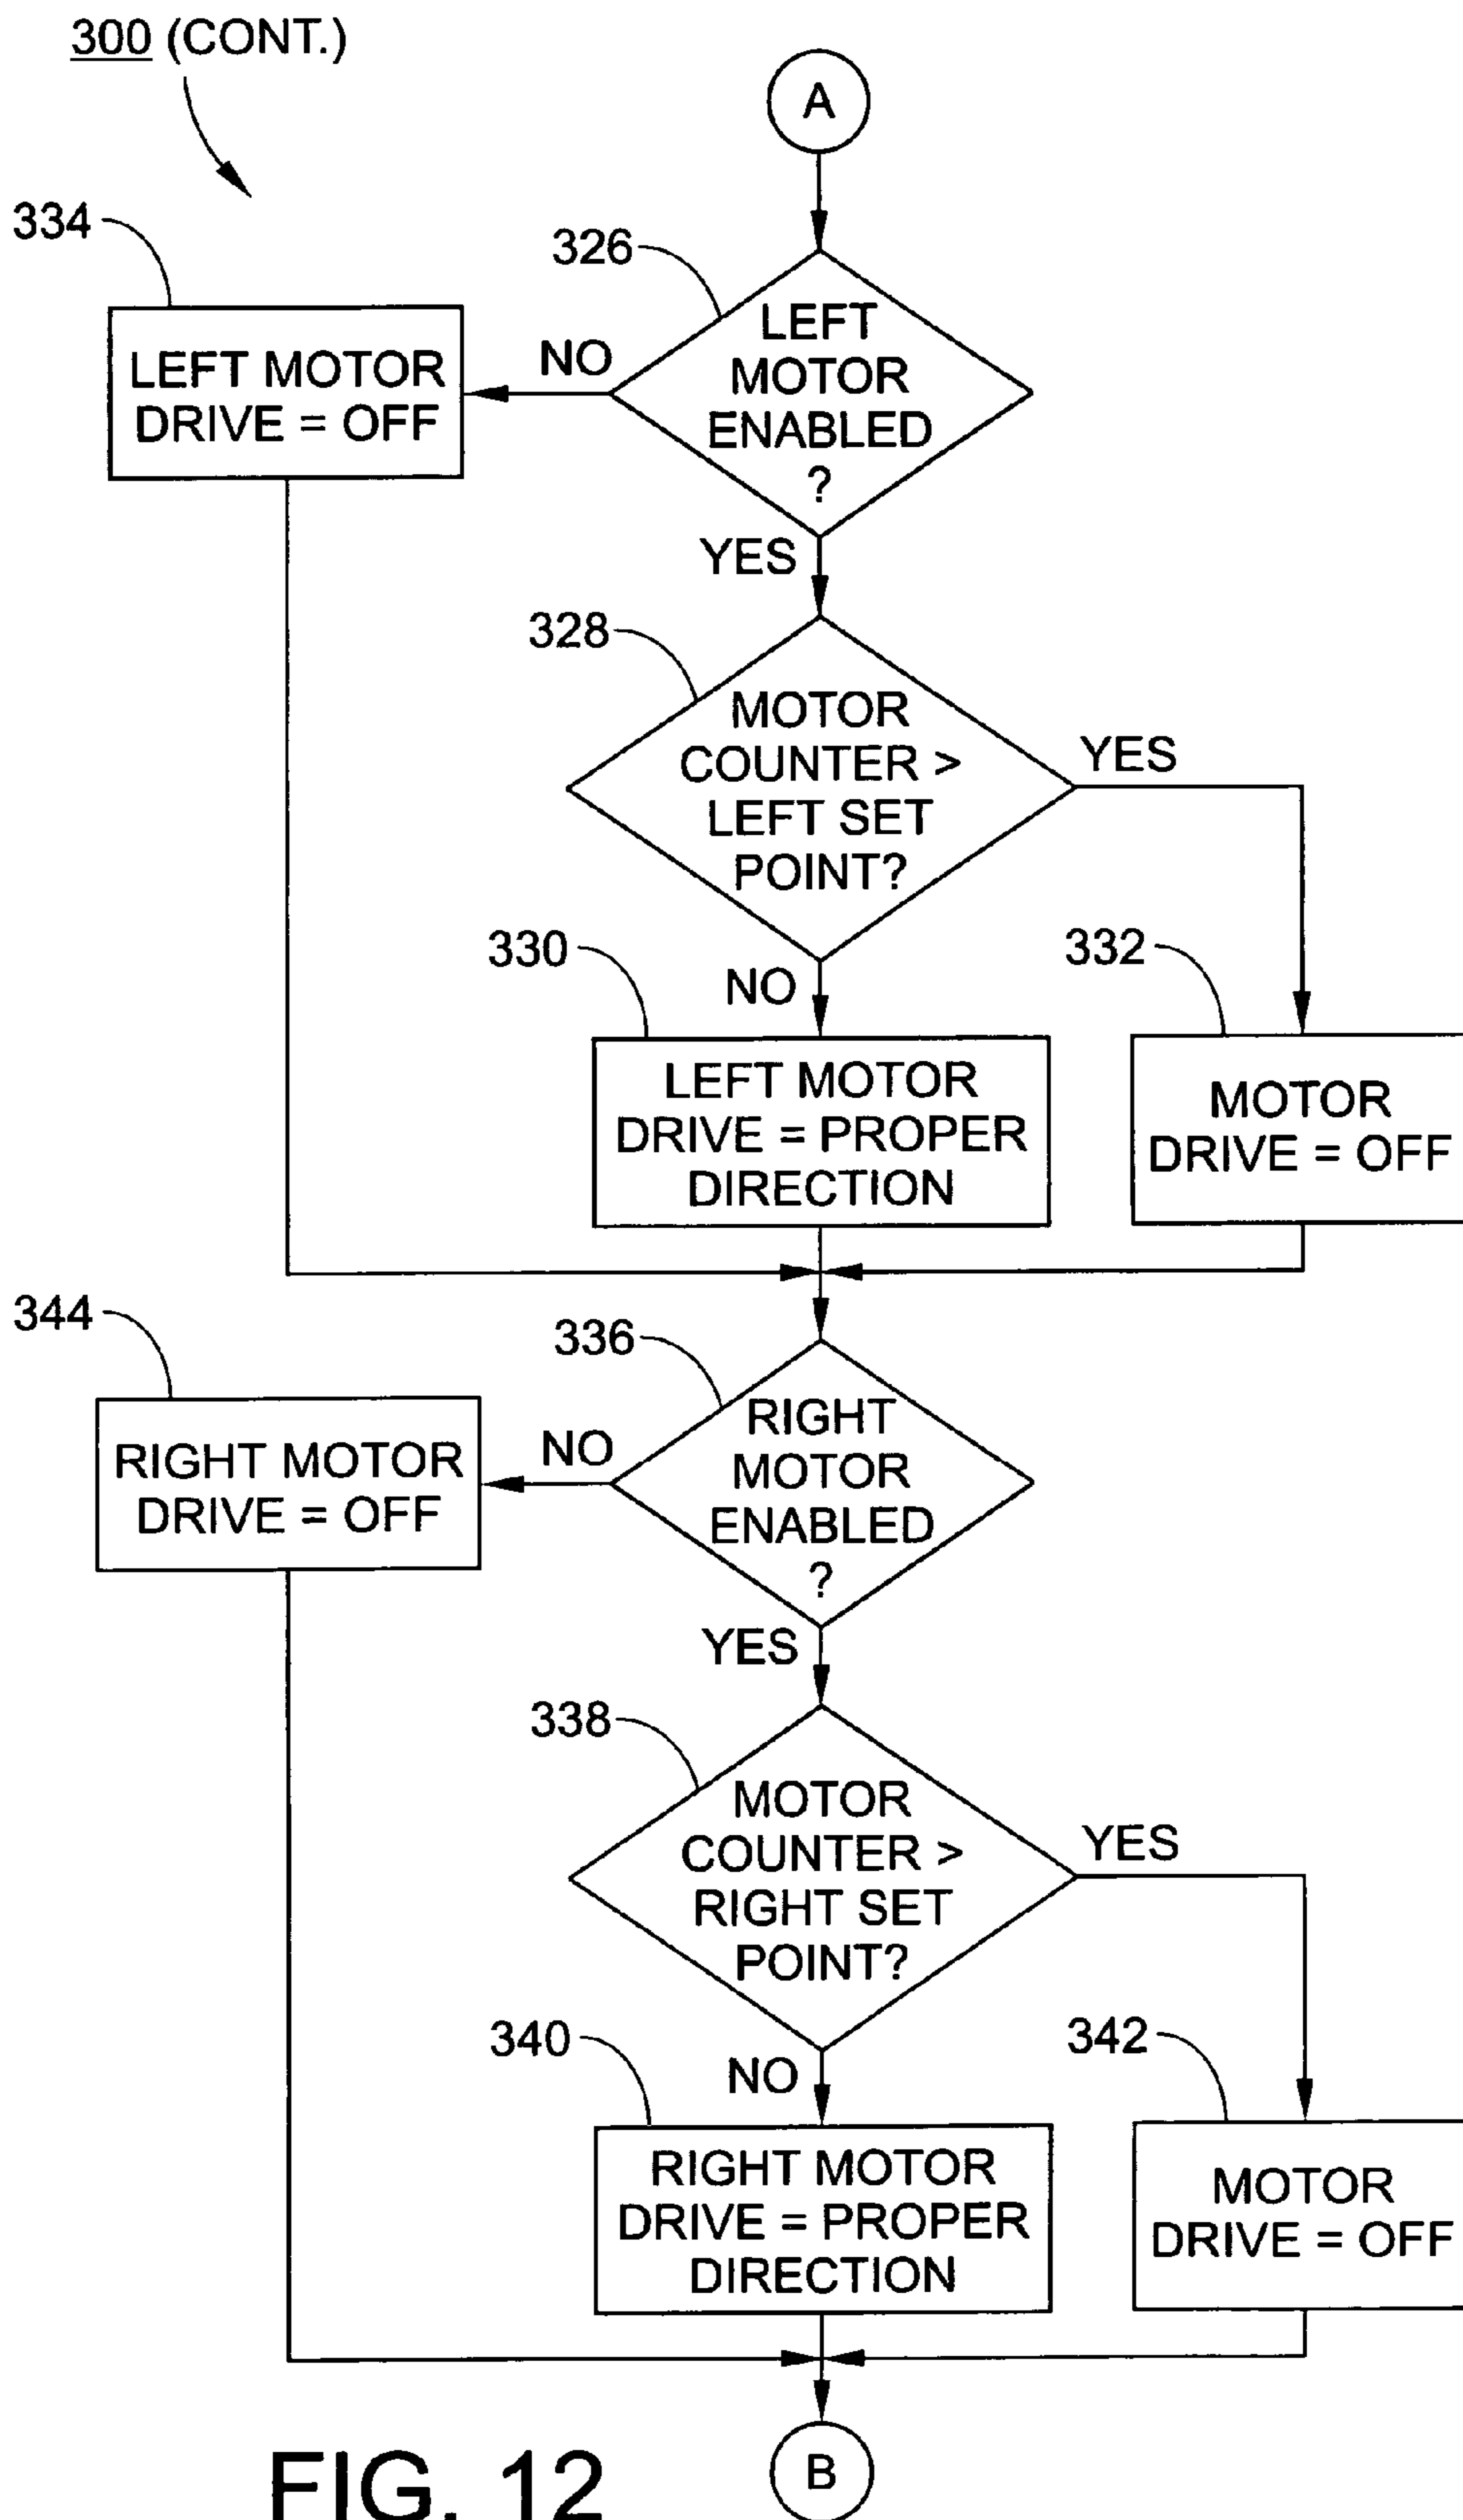 300 (CONT.)
A
334
326
LEFT
MOTOR
ENABLED
?
NO
LEFT MOTOR
DRIVE = OFF
YES
328
MOTOR
COUNTER >
LEFT SET
POINT?
YES
330
NO
332
LEFT MOTOR
DRIVE = PROPER
DIRECTION
MOTOR
DRIVE = OFF
344
336
RIGHT
MOTOR
ENABLED
?
NO
RIGHT MOTOR
DRIVE = OFF
YES
338
MOTOR
COUNTER >
RIGHT SET
POINT?
YES
340
NO
342
RIGHT MOTOR
DRIVE = PROPER
DIRECTION
MOTOR
DRIVE = OFF
B
FIG. 12